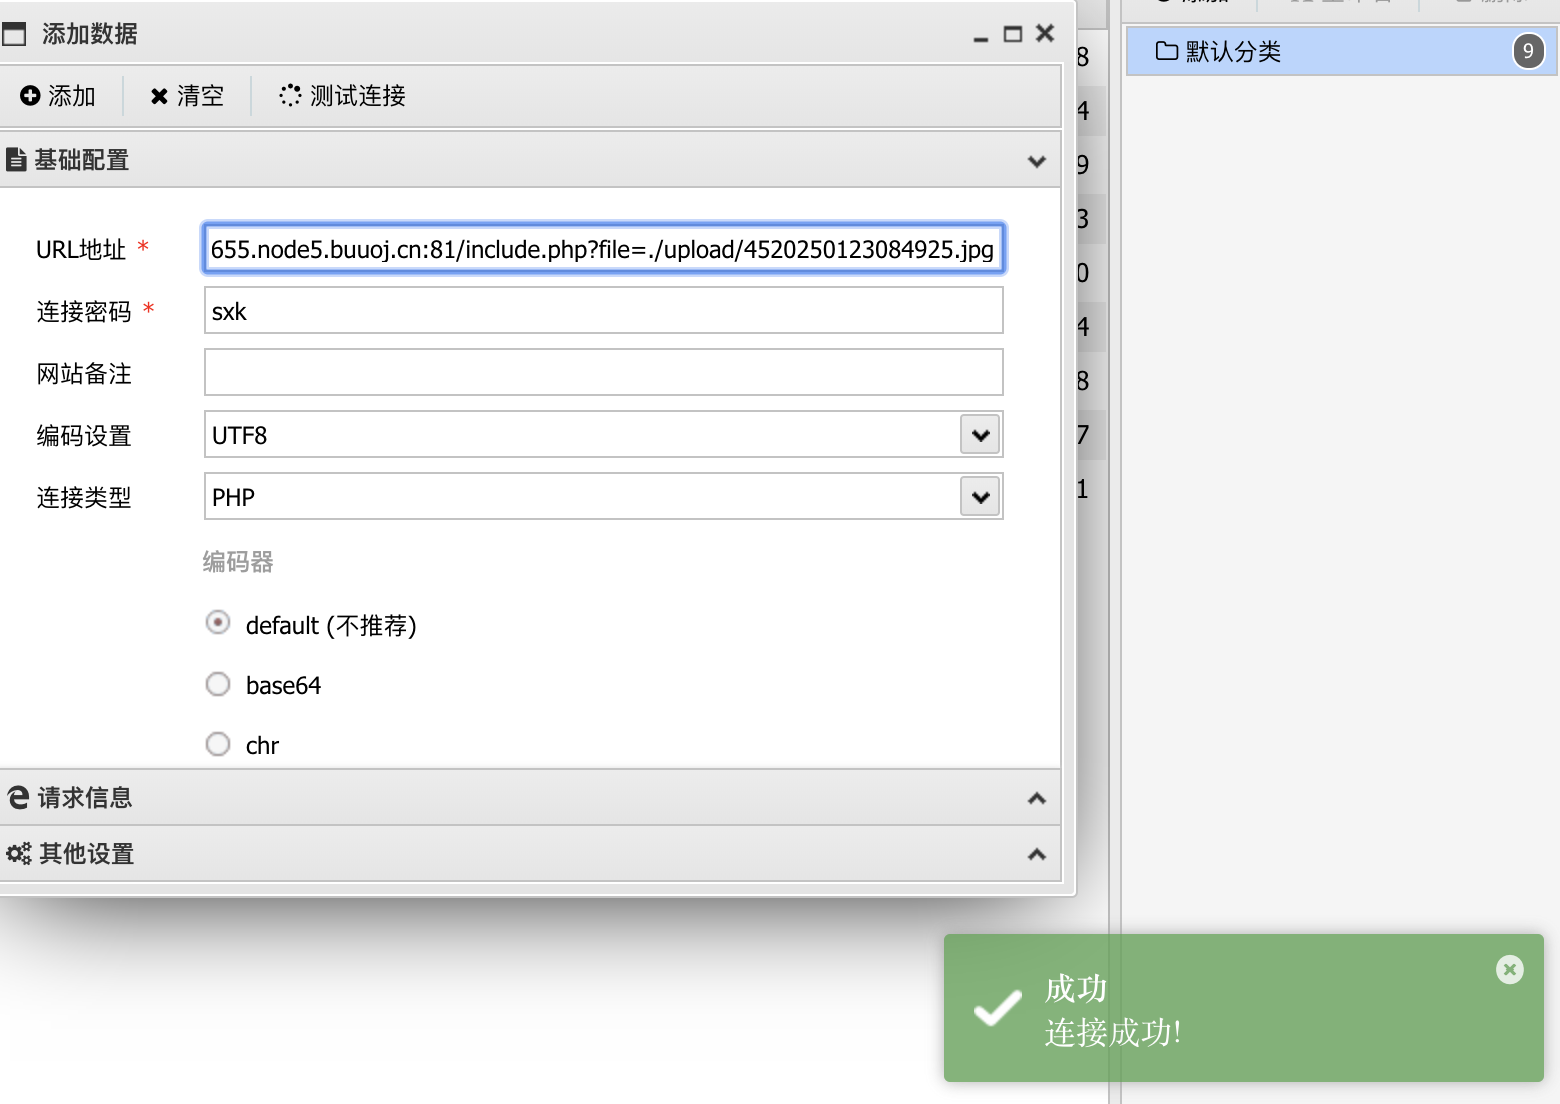 添加数据
添加 清空 测试连接
基础配置
URL地址 * 655.node5.buuoj.cn:81/include.php?file=./upload/4520250123084925.jpg
连接密码 * sxk
网站备注
编码设置 UTF8
连接类型 PHP
编码器
default (不推荐)
base64
chr
请求信息
其他设置
8
4
9
3
0
4
8
7
1
默认分类 9
成功
连接成功!